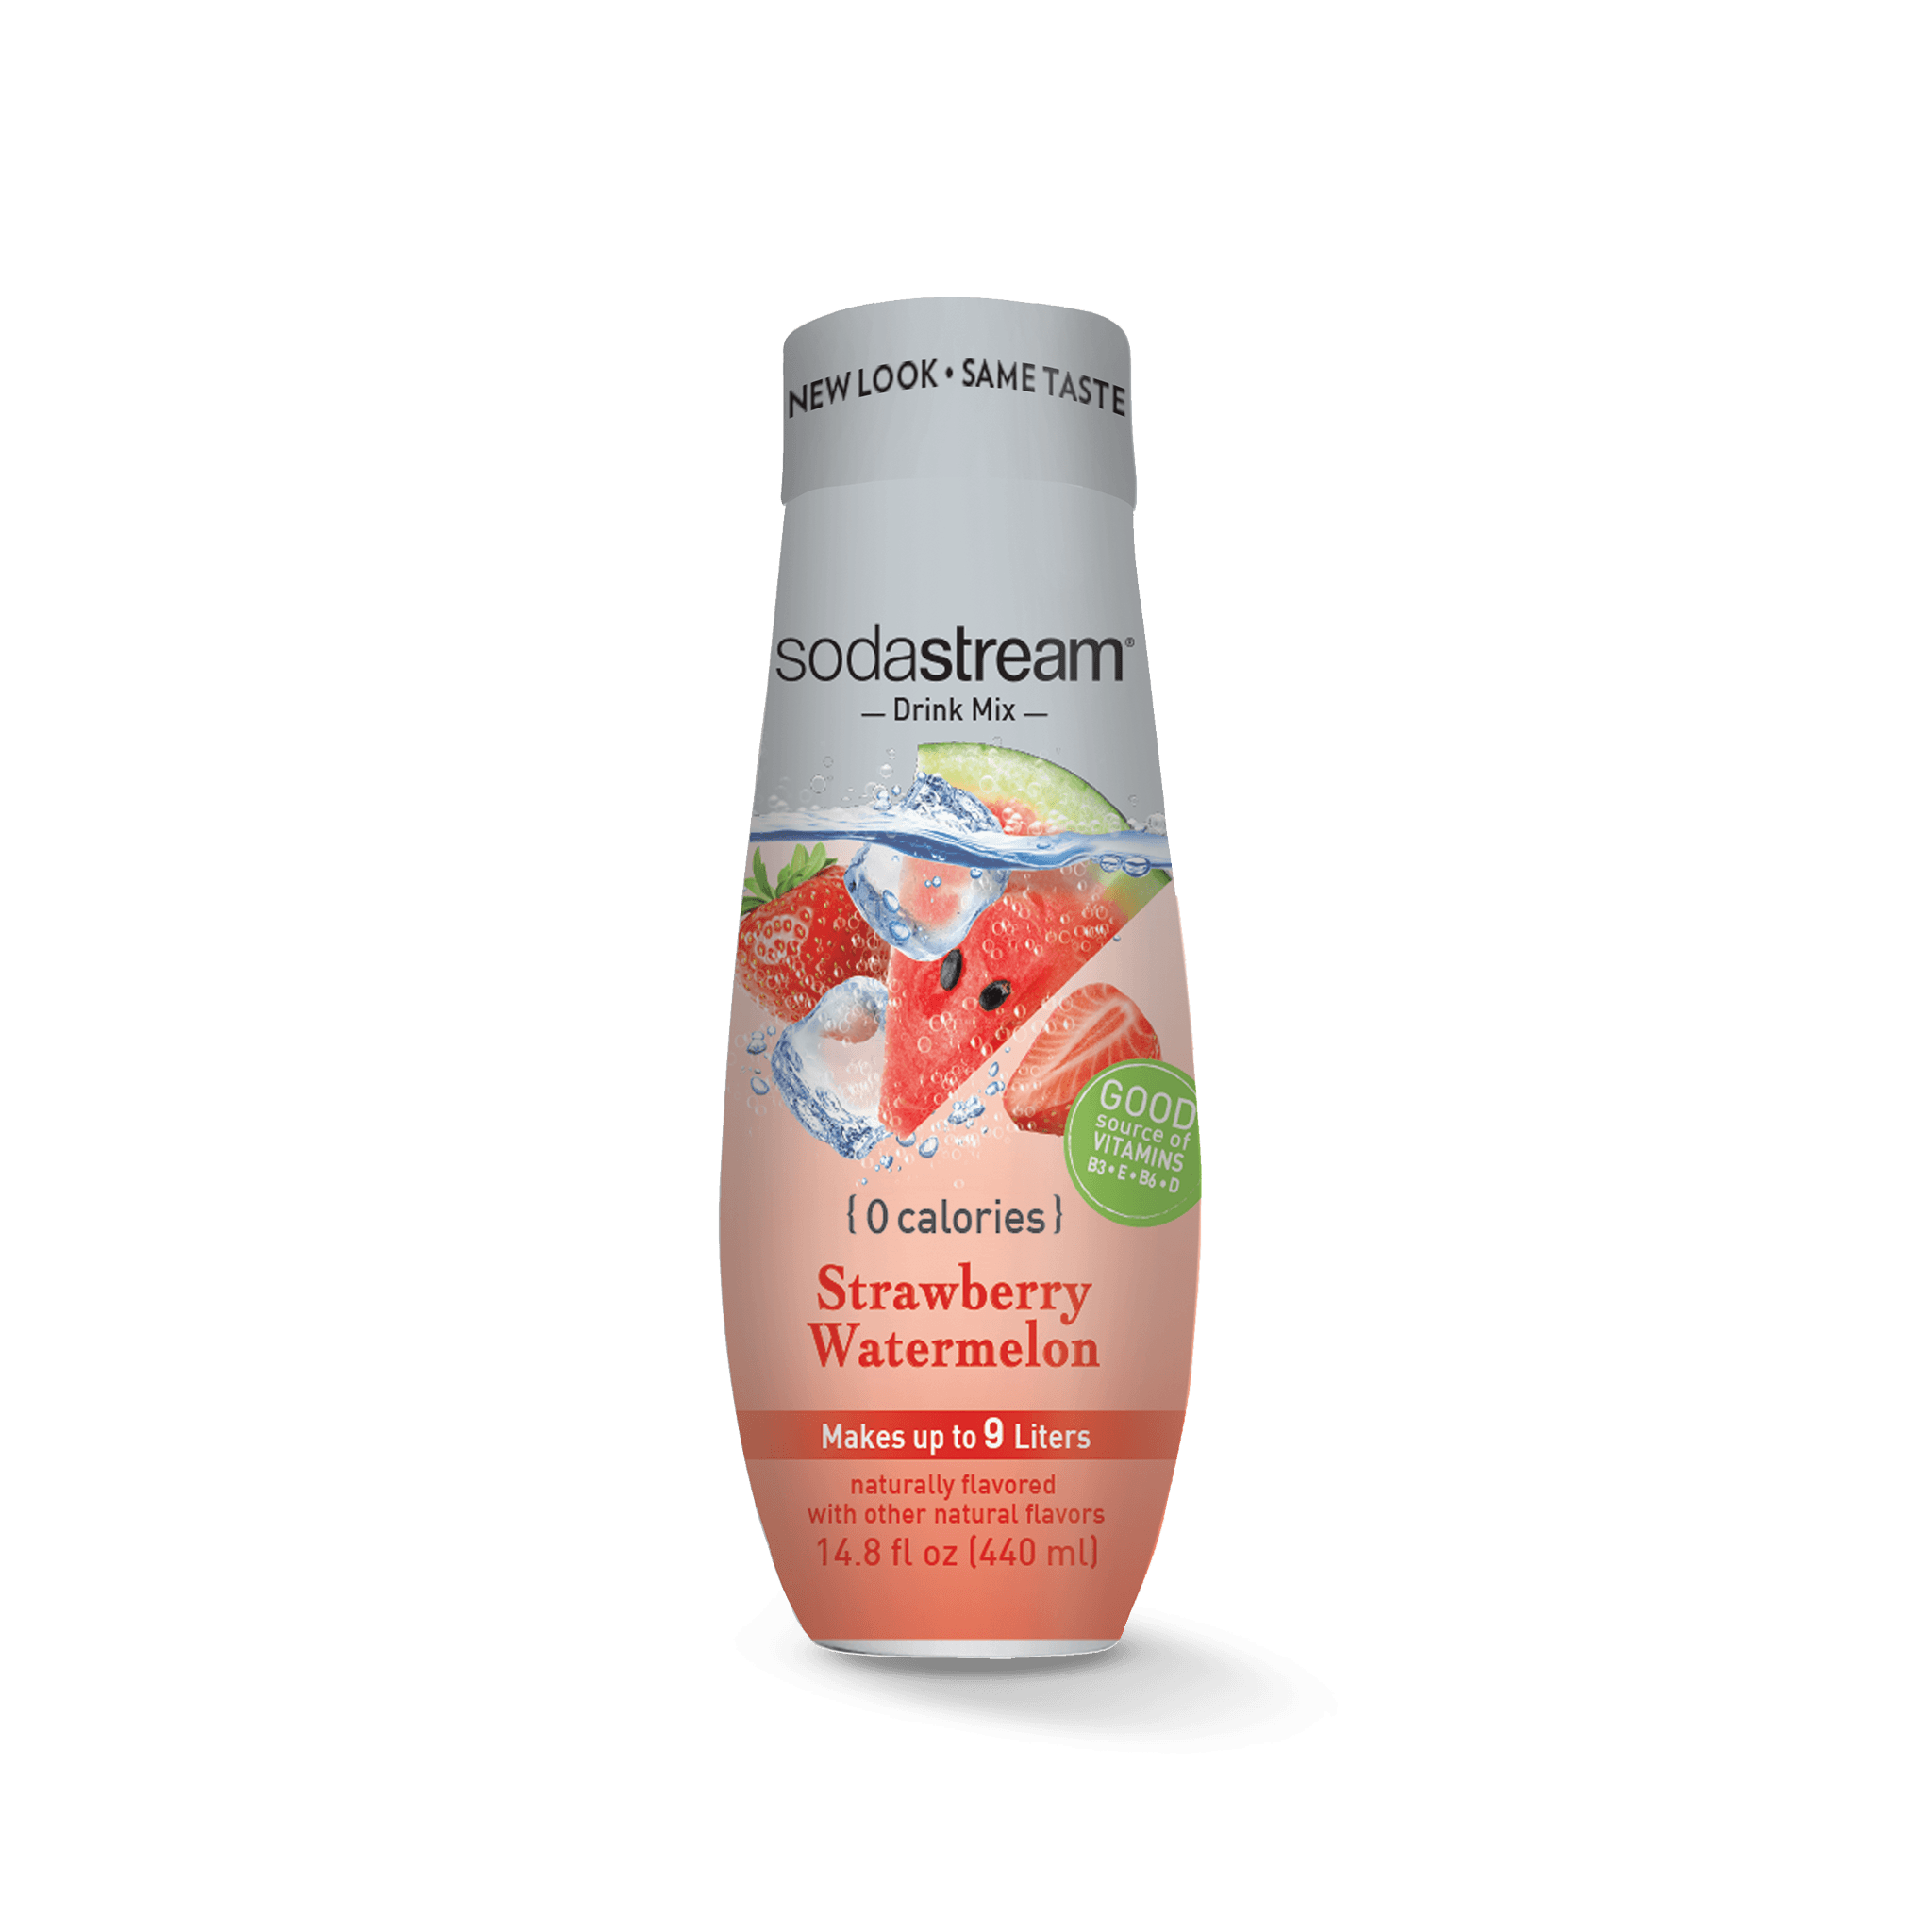 NEW LOOK • SAME TASTE
sodastream®
— Drink Mix —
GOOD
source of
VITAMINS
B3 • E • B6 • D
{0 calories}
Strawberry
Watermelon
Makes up to 9 Liters
naturally flavored
with other natural flavors
14.8 fl oz (440 ml)